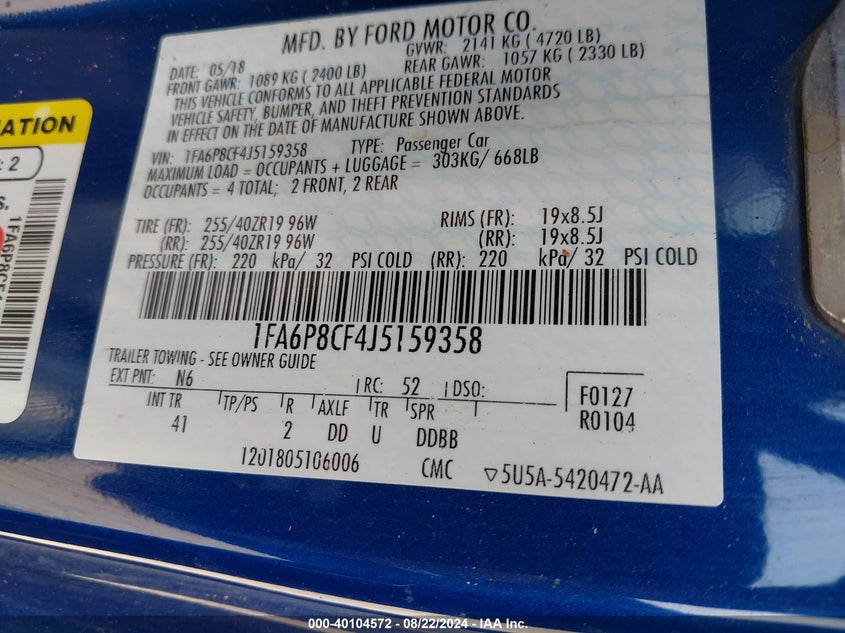 MFD. BY FORD MOTOR CO.
DATE: 05/18 GVWR: 2141 KG ( 4720 LB)
FRONT GAWR: 1089 KG ( 2400 LB) REAR GAWR: 1057 KG ( 2330 LB)
THIS VEHICLE CONFORMS TO ALL APPLICABLE FEDERAL MOTOR
VEHICLE SAFETY, BUMPER, AND THEFT PREVENTION STANDARDS
IN EFFECT ON THE DATE OF MANUFACTURE SHOWN ABOVE.
VIN: 1FA6P8CF4J5159358 TYPE: Passenger Car
MAXIMUM LOAD = OCCUPANTS + LUGGAGE = 303KG/ 668LB
OCCUPANTS = 4 TOTAL; 2 FRONT, 2 REAR
TIRE (FR): 255/40ZR19 96W RIMS (FR): 19x8.5J
(RR): 255/40ZR19 96W (RR): 19x8.5J
PRESSURE (FR): 220 kPa/ 32 PSI COLD (RR): 220 kPa/ 32 PSI COLD
1FA6P8CF4J5159358
TRAILER TOWING - SEE OWNER GUIDE
EXT PNT: N6 RC: 52 DSO:
INT TR TP/PS R AXLE TR SPR
41 2 DD U DDBB
F0127
R0104
1201805106006 CMC ▽5U5A-5420472-AA
2
000-40104572 - 08/22/2024 - IAA Inc.